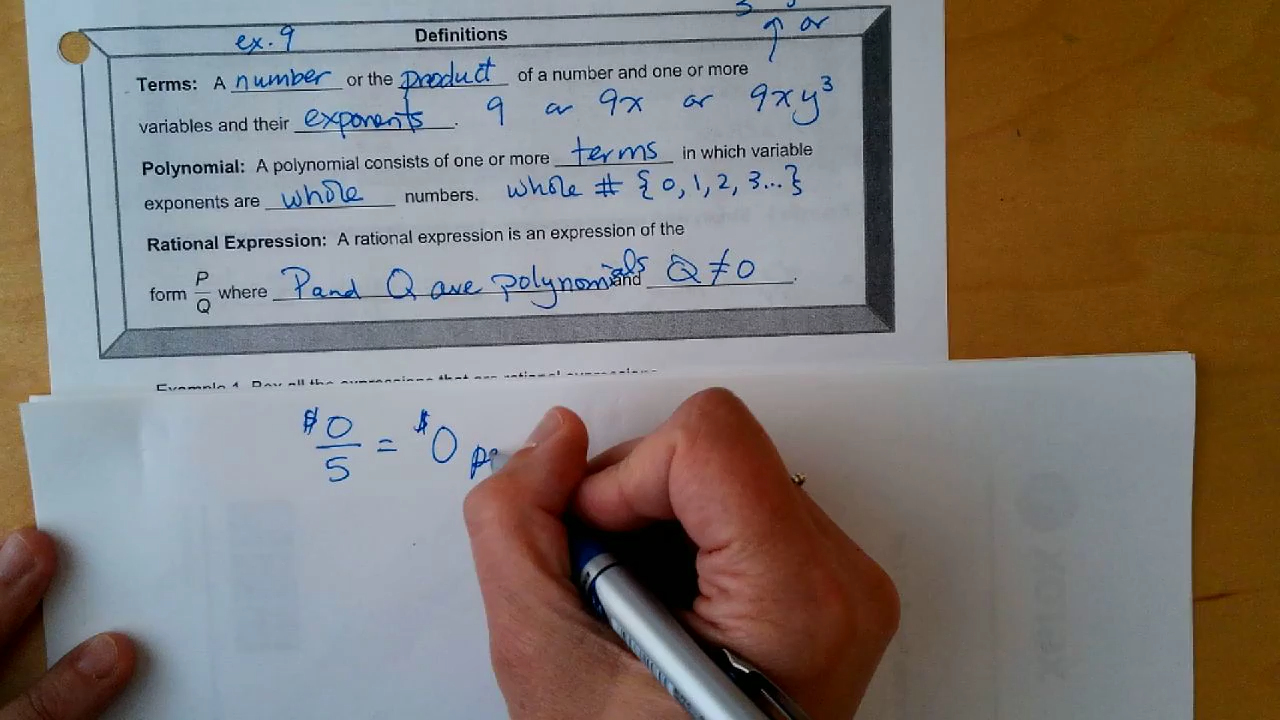 ex. 9 Definitions or
Terms: A number or the product of a number and one or more
variables and their exponents. 9 or 9x or 9xy³
Polynomial: A polynomial consists of one or more terms in which variable
exponents are whole numbers. whole # {0, 1, 2, 3...}
Rational Expression: A rational expression is an expression of the
form P/Q where P and Q are polynomials and Q ≠ 0.
$0/5 = $0